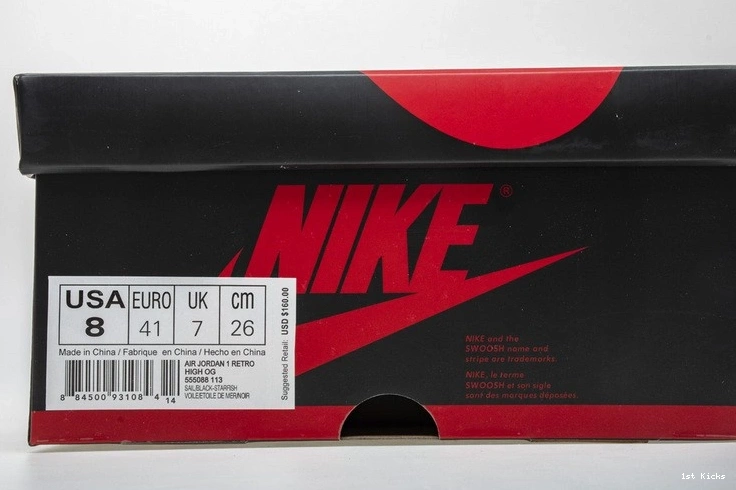 NIKE®
USA EURO UK cm
8 41 7 26
Made in China / Fabrique en China / Hecho en China
AIR JORDAN 1 RETRO
HIGH OG
555088 113
SAIL/BLACK-STARFISH
VOILE/ETOILE DE MER/NOIR
8 84500 93108 4 14
Suggested Retail: USD $160.00
NIKE and the
SWOOSH name and
stripe are trademarks.
NIKE, le terme
SWOOSH et son sigle
sont des marques déposées.
1st Kicks